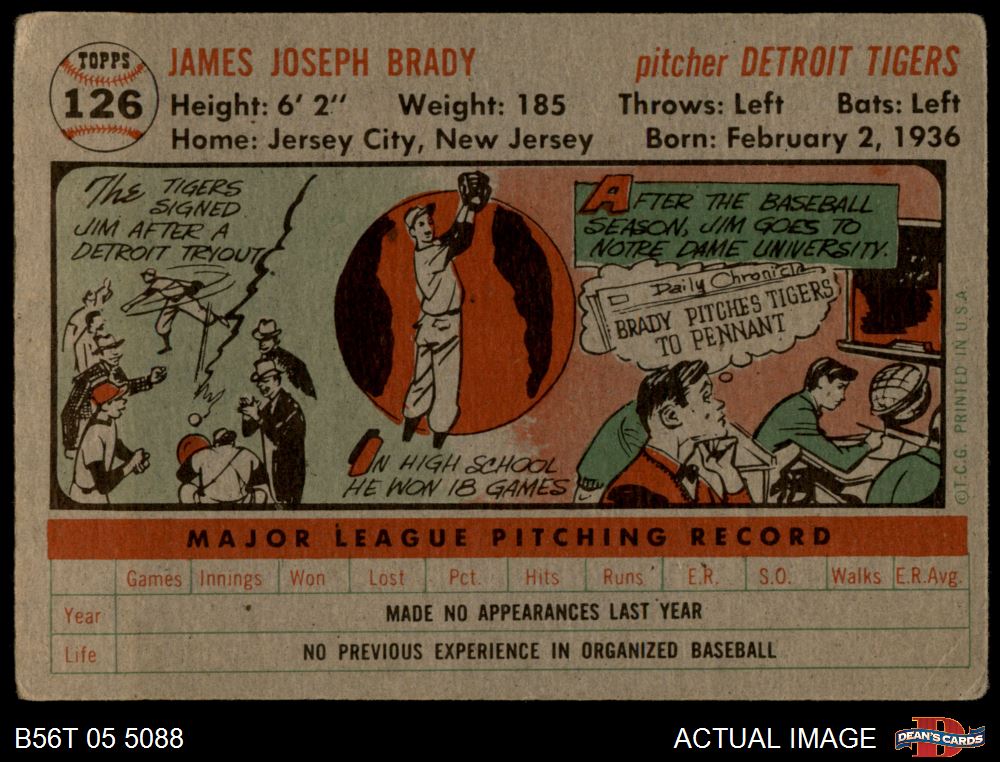 TOPPS
126
JAMES JOSEPH BRADY
pitcher DETROIT TIGERS
Height: 6' 2" Weight: 185 Throws: Left Bats: Left
Home: Jersey City, New Jersey Born: February 2, 1936
The TIGERS
SIGNED
JIM AFTER A
DETROIT TRYOUT
IN HIGH SCHOOL
HE WON 18 GAMES
AFTER THE BASEBALL
SEASON, JIM GOES TO
NOTRE DAME UNIVERSITY.
Daily Chronicle
BRADY PITCHES TIGERS
TO PENNANT
©T.C.G. PRINTED IN U.S.A.
MAJOR LEAGUE PITCHING RECORD
Games Innings Won Lost Pct. Hits Runs E.R. S.O. Walks E.R.Avg.
Year MADE NO APPEARANCES LAST YEAR
Life NO PREVIOUS EXPERIENCE IN ORGANIZED BASEBALL
B56T 05 5088
ACTUAL IMAGE
DEAN'S CARDS